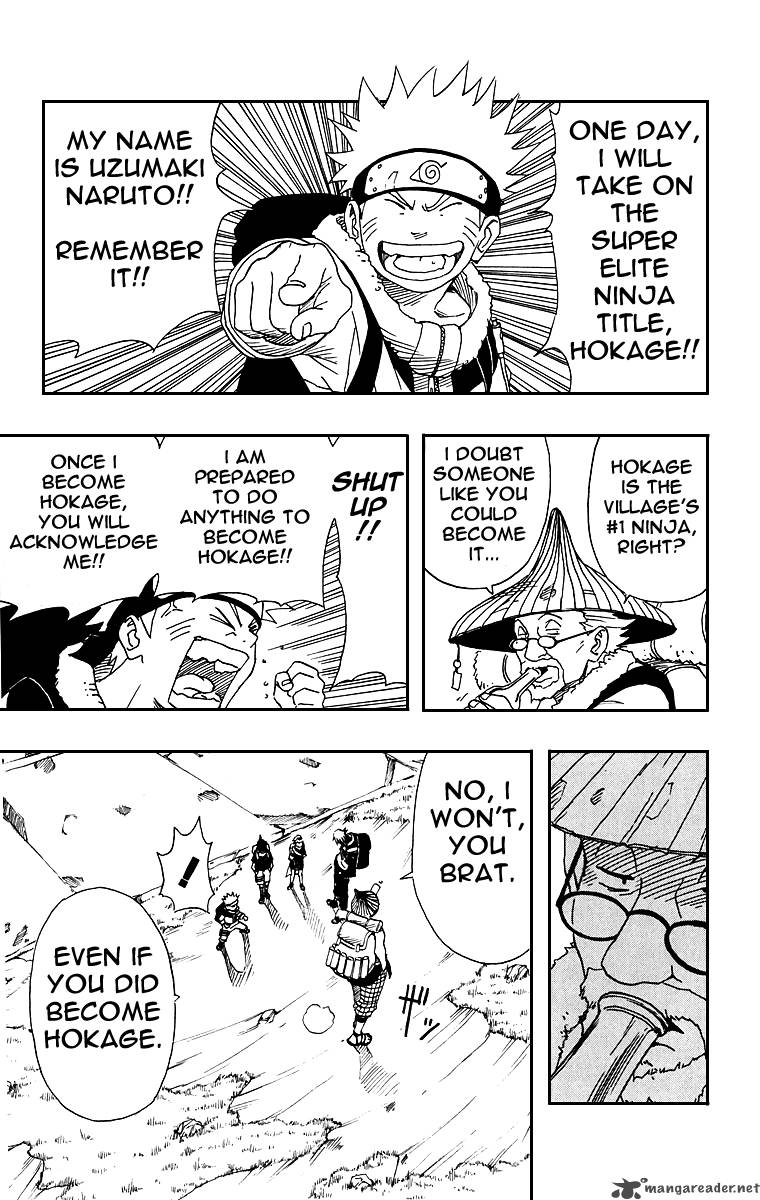 ONE DAY,
I WILL
TAKE ON
THE
SUPER
ELITE
NINJA
TITLE,
HOKAGE!!
MY NAME
IS UZUMAKI
NARUTO!!
REMEMBER
IT!!
HOKAGE
IS THE
VILLAGE'S
#1 NINJA,
RIGHT?
I DOUBT
SOMEONE
LIKE YOU
COULD
BECOME
IT...
SHUT
UP
!!
I AM
PREPARED
TO DO
ANYTHING TO
BECOME
HOKAGE!!
ONCE I
BECOME
HOKAGE,
YOU WILL
ACKNOWLEDGE
ME!!
NO, I
WON'T,
YOU
BRAT.
!
ザッ
EVEN IF
YOU DID
BECOME
HOKAGE.
mangareader.net